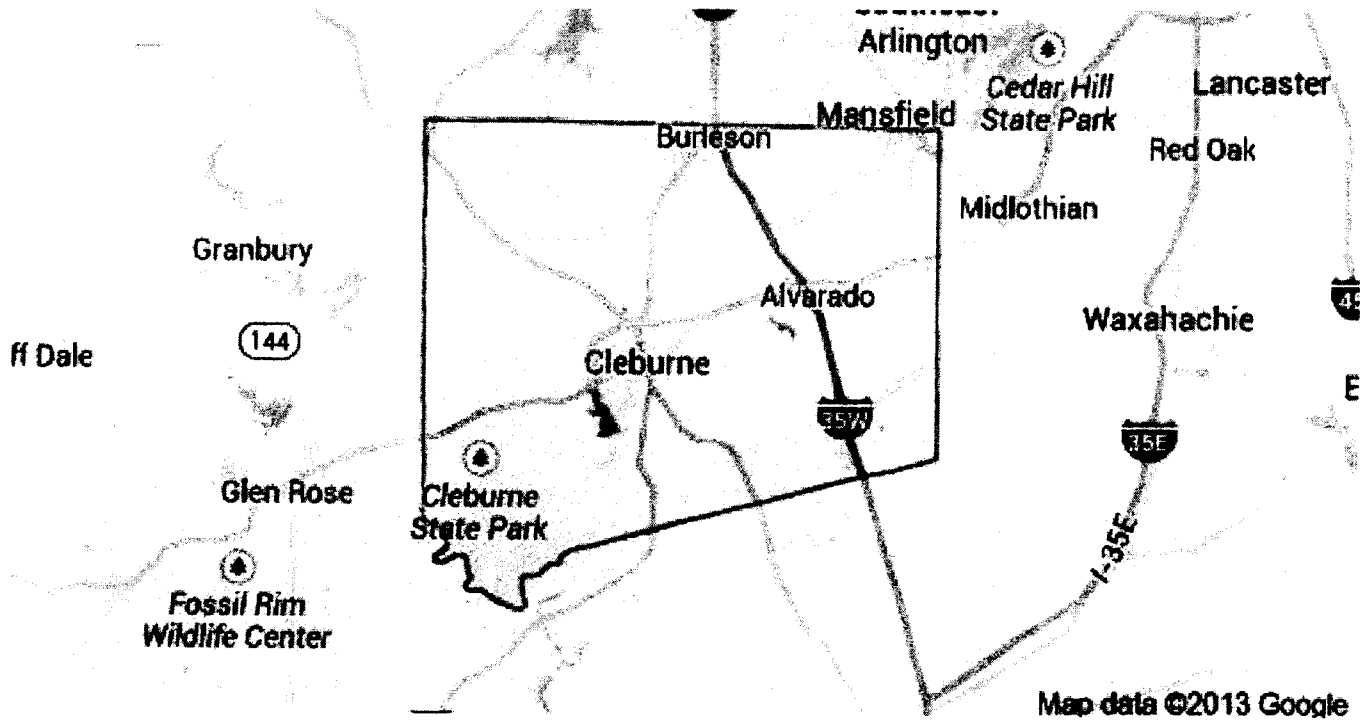 Arlington
Cedar Hill
State Park
Lancaster
Mansfield
Burleson
Red Oak
Midlothian
Granbury
Alvarado
Waxahachie
144
ff Dale
Cleburne
35W
35E
Glen Rose
Cleburne
State Park
I-35E
Fossil Rim
Wildlife Center
Map data ©2013 Google